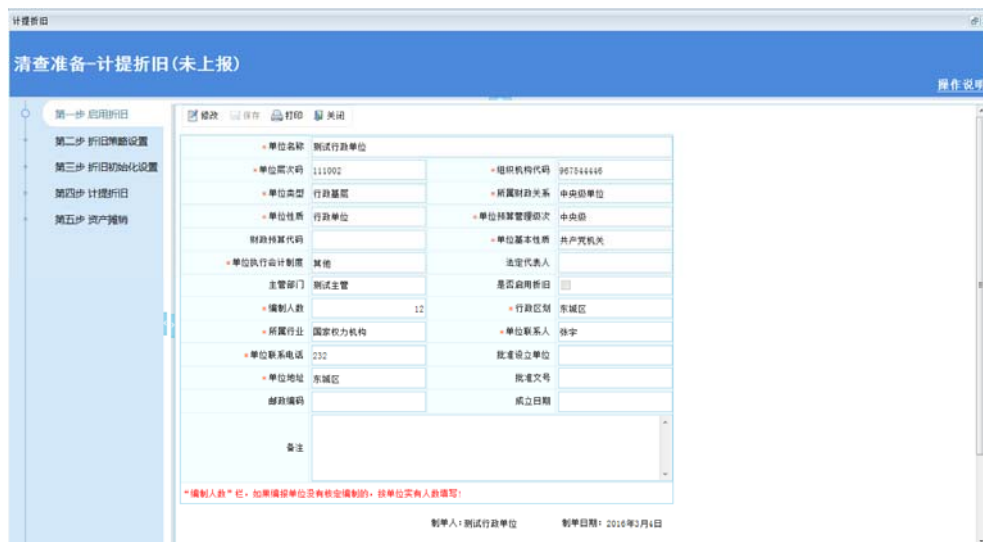 计提折旧
清查准备-计提折旧(未上报)
操作说明
第一步 启用折旧
第二步 折旧策略设置
第三步 折旧初始化设置
第四步 计提折旧
第五步 资产摊销
修改 保存 打印 关闭
*单位名称 测试行政单位
*单位层次码 111002 *组织机构代码 967544446
*单位类型 行政基层 *所属财政关系 中央级单位
*单位性质 行政单位 *单位预算管理级次 中央级
财政预算代码 *单位基本性质 共产党机关
*单位执行会计制度 其他 法定代表人
主管部门 测试主管 是否启用折旧
*编制人数 12 *行政区划 东城区
*所属行业 国家权力机构 *单位联系人 张宇
*单位联系电话 232 批准设立单位
*单位地址 东城区 批准文号
邮政编码 成立日期
备注
"编制人数"栏，如果填报单位没有核定编制的，按单位实有人数填写!
制单人：测试行政单位 制单日期：2016年3月4日